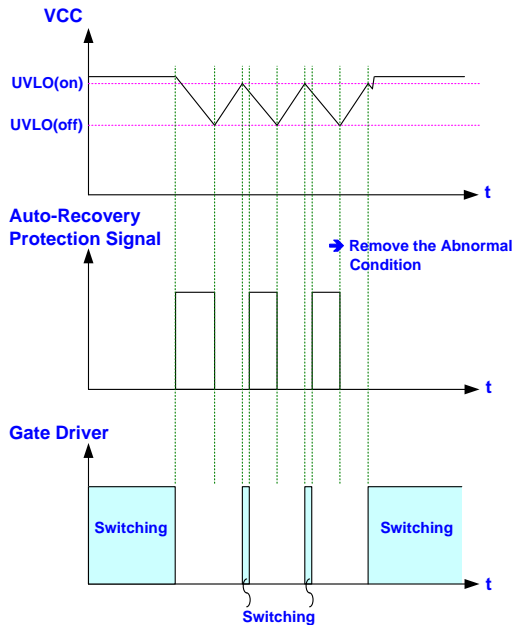 VCC
UVLO(on)
UVLO(off)
t
Auto-Recovery
Protection Signal
➔ Remove the Abnormal
Condition
t
Gate Driver
Switching
Switching
t
Switching